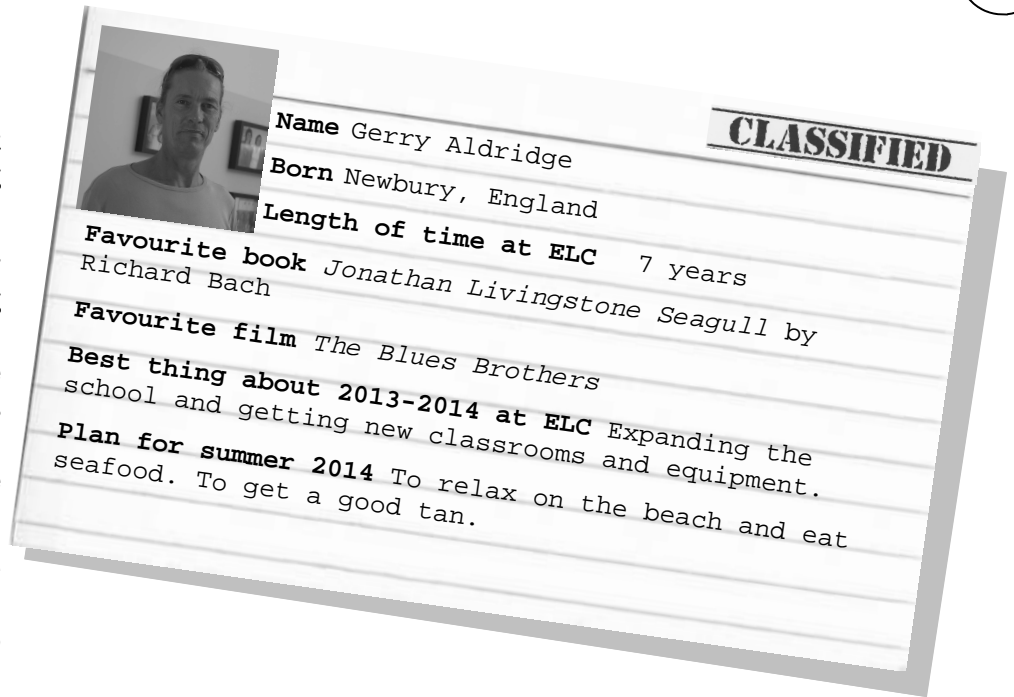 CLASSIFIED
Name Gerry Aldridge
Born Newbury, England
Length of time at ELC 7 years
Favourite book Jonathan Livingstone Seagull by
Richard Bach
Favourite film The Blues Brothers
Best thing about 2013-2014 at ELC Expanding the
school and getting new classrooms and equipment.
Plan for summer 2014 To relax on the beach and eat
seafood. To get a good tan.